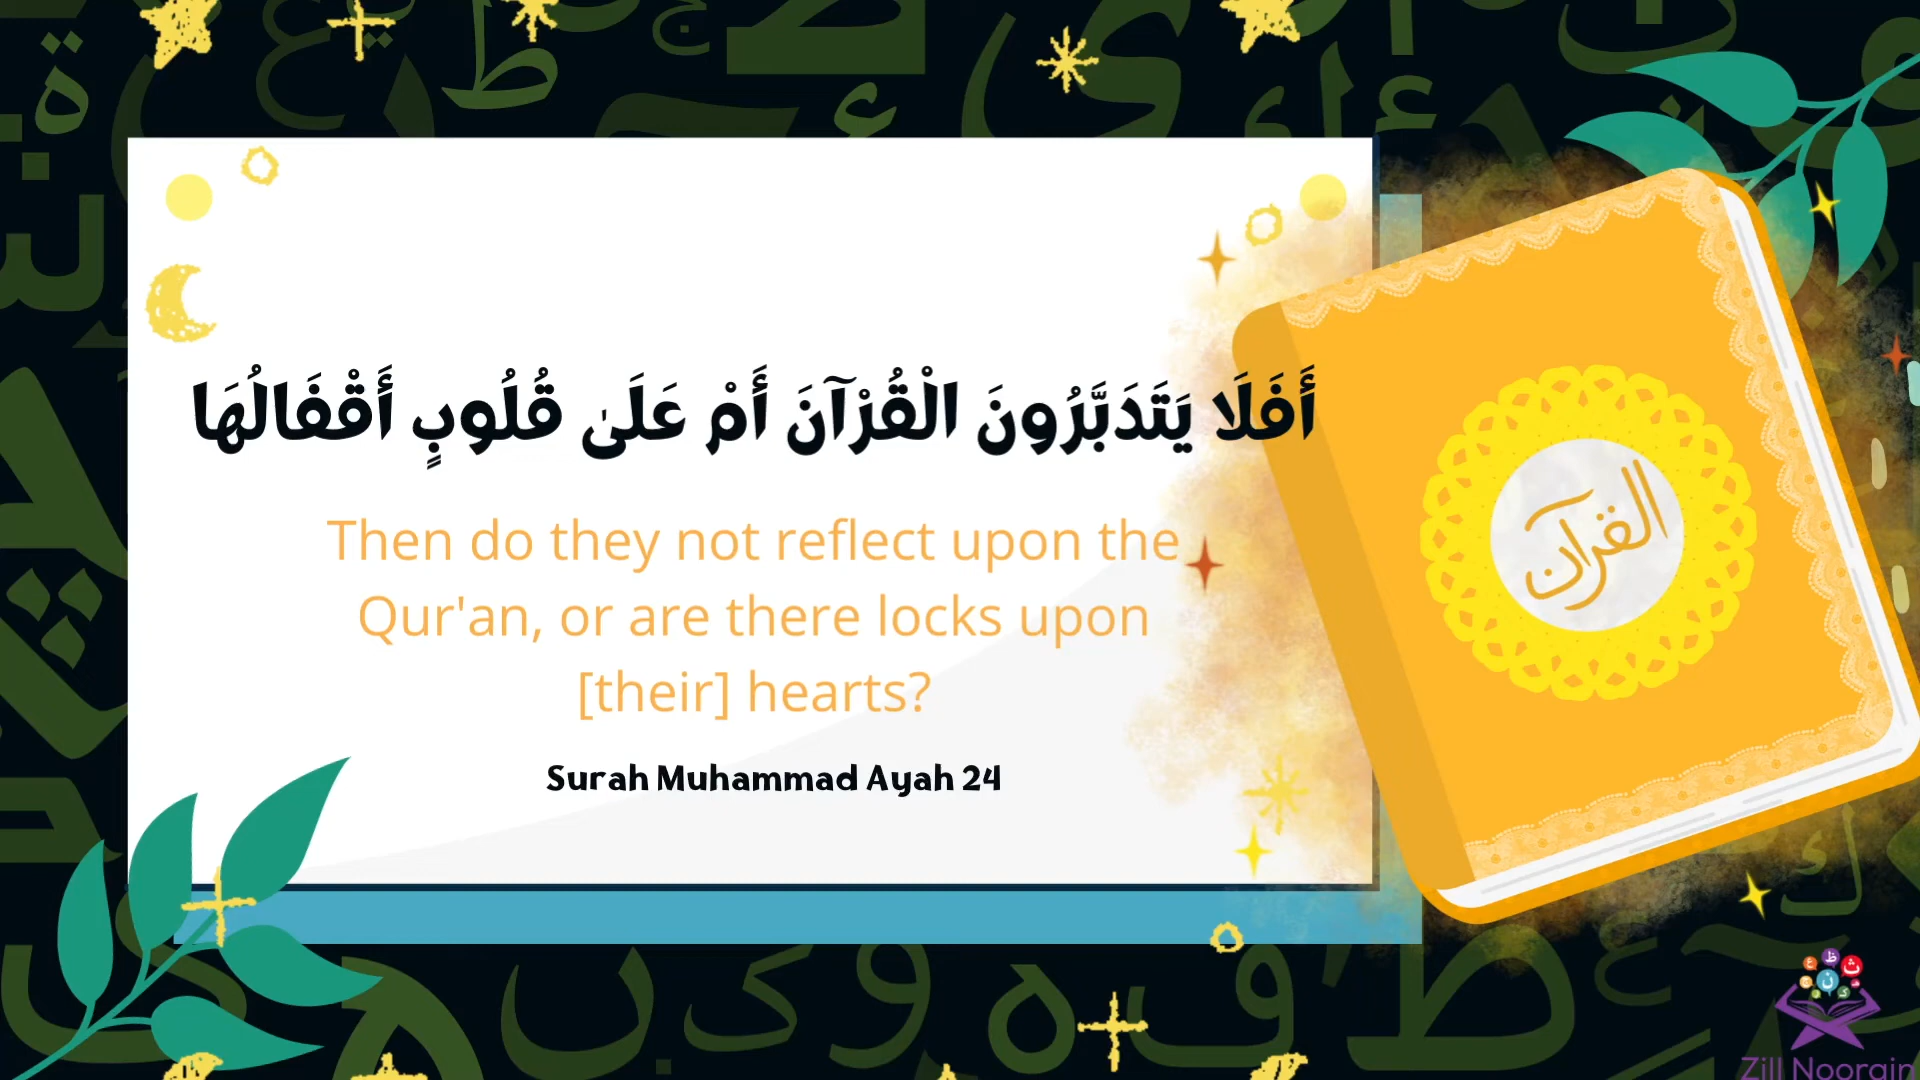 أَفَلَا يَتَدَبَّرُونَ الْقُرْآنَ أَمْ عَلَىٰ قُلُوبٍ أَقْفَالُهَا
Then do they not reflect upon the
Qur'an, or are there locks upon
[their] hearts?
Surah Muhammad Ayah 24
القرآن
Zill Noorain